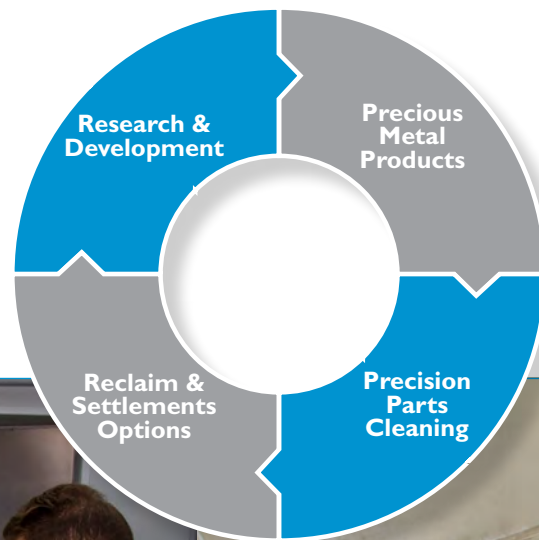 Research &
Development
Precious
Metal
Products
Precision
Parts
Cleaning
Reclaim &
Settlements
Options